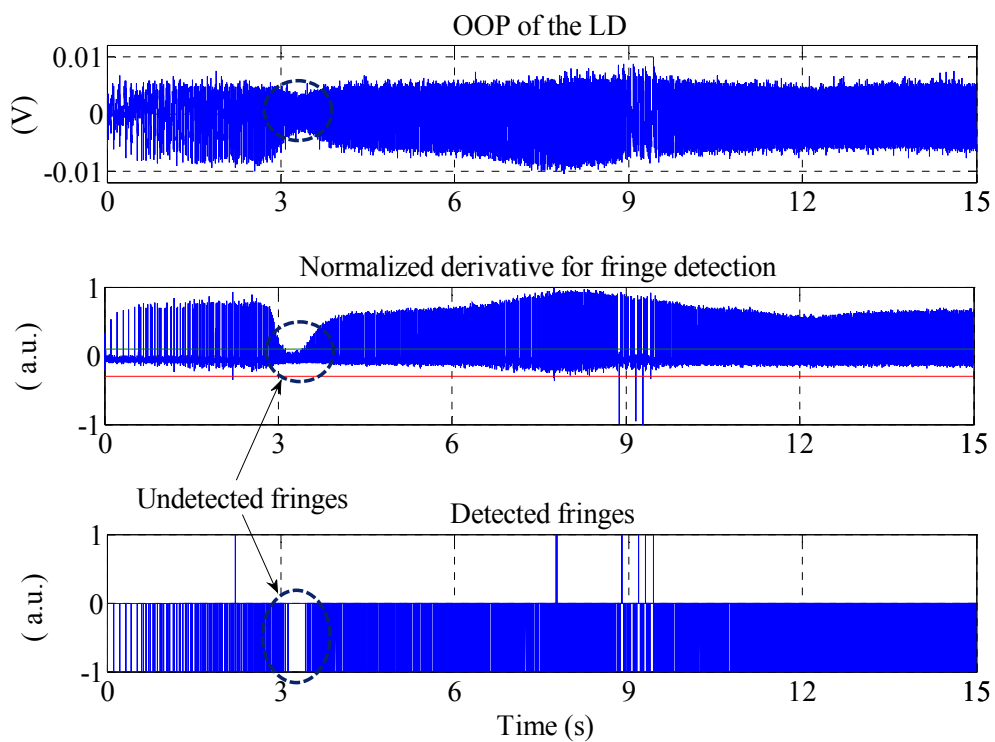 OOP of the LD
0.01
0
-0.01
(V)
0 3 6 9 12 15
Normalized derivative for fringe detection
1
0
-1
( a.u.)
0 3 6 9 12 15
Undetected fringes
Detected fringes
1
0
-1
( a.u.)
0 3 6 9 12 15
Time (s)